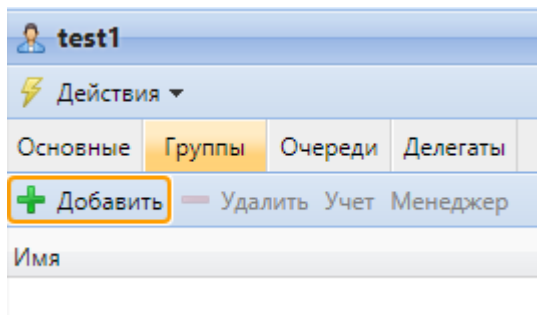 test1
Действия
Основные Группы Очереди Делегаты
Добавить Удалить Учет Менеджер
Имя